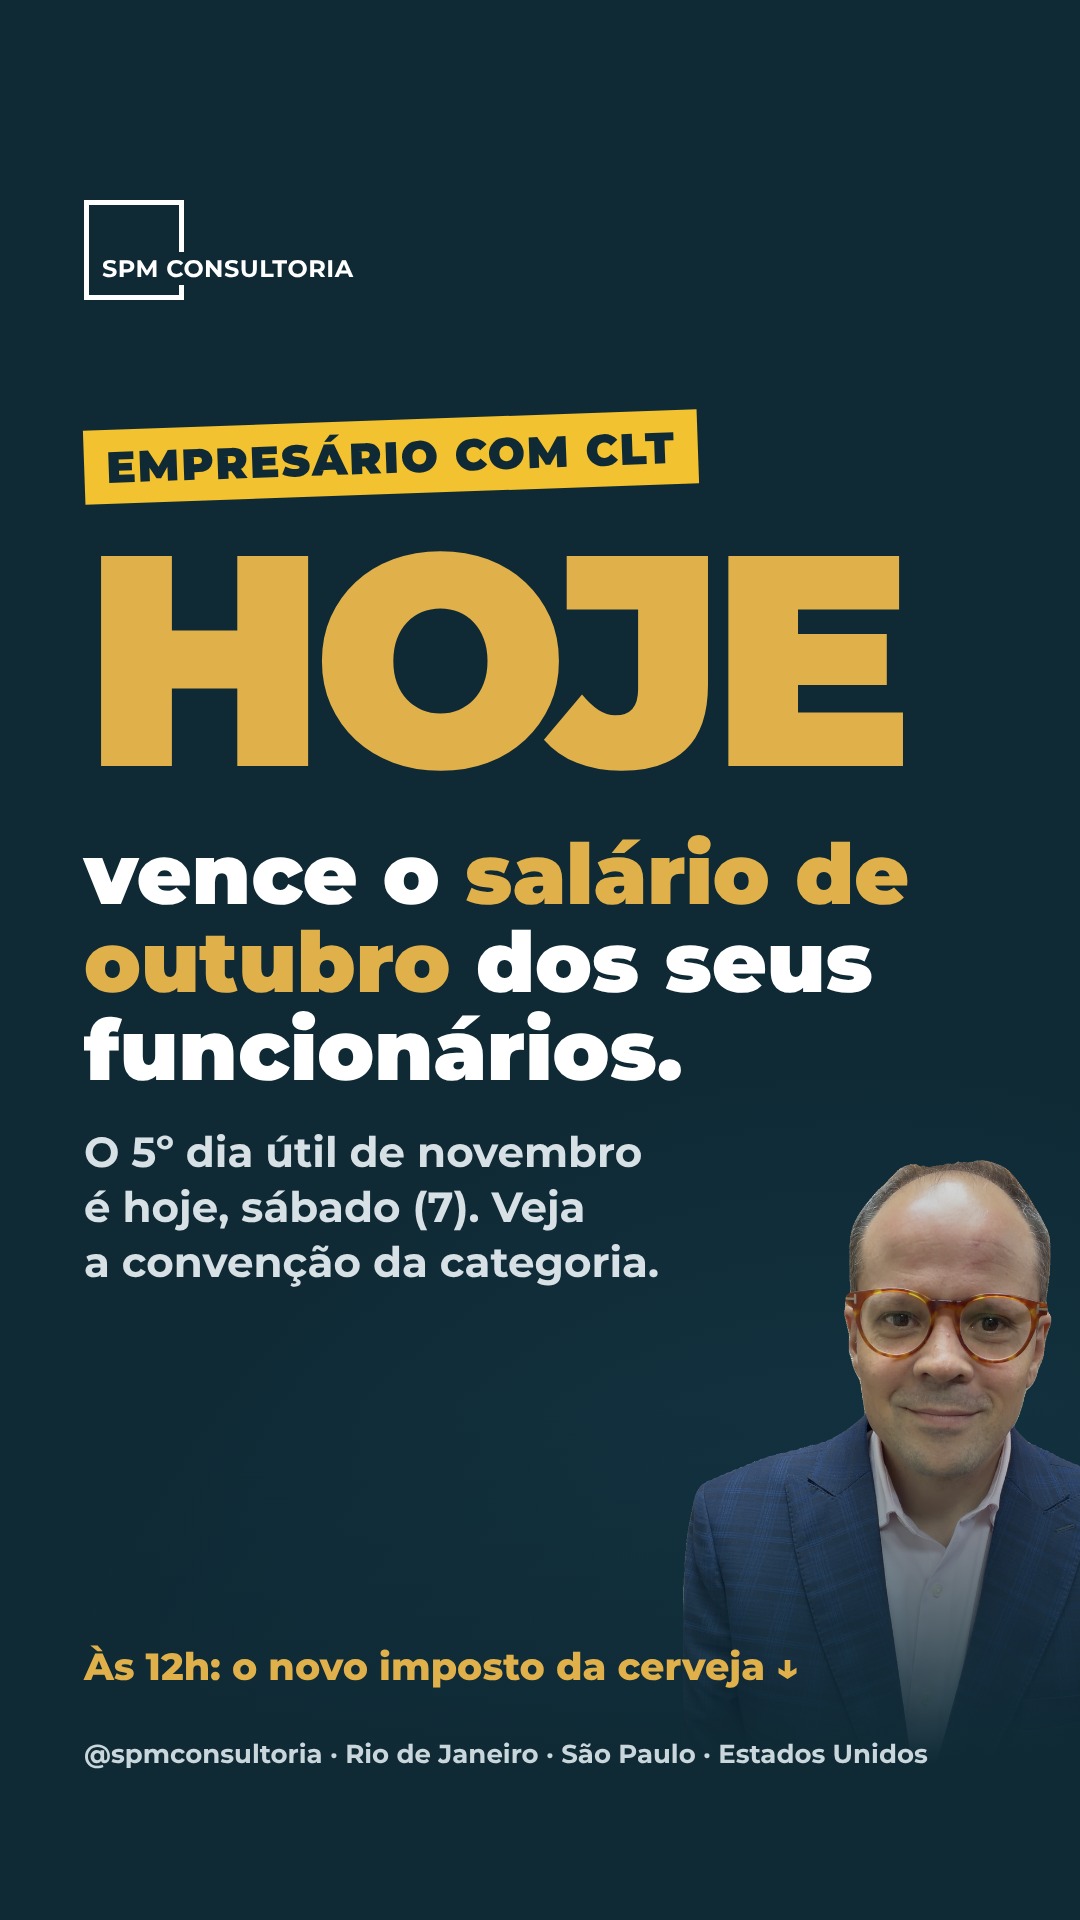 SPM CONSULTORIA
EMPRESÁRIO COM CLT
HOJE
vence o salário de
outubro dos seus
funcionários.
O 5º dia útil de novembro
é hoje, sábado (7). Veja
a convenção da categoria.
Às 12h: o novo imposto da cerveja ↓
@spmconsultoria · Rio de Janeiro · São Paulo · Estados Unidos